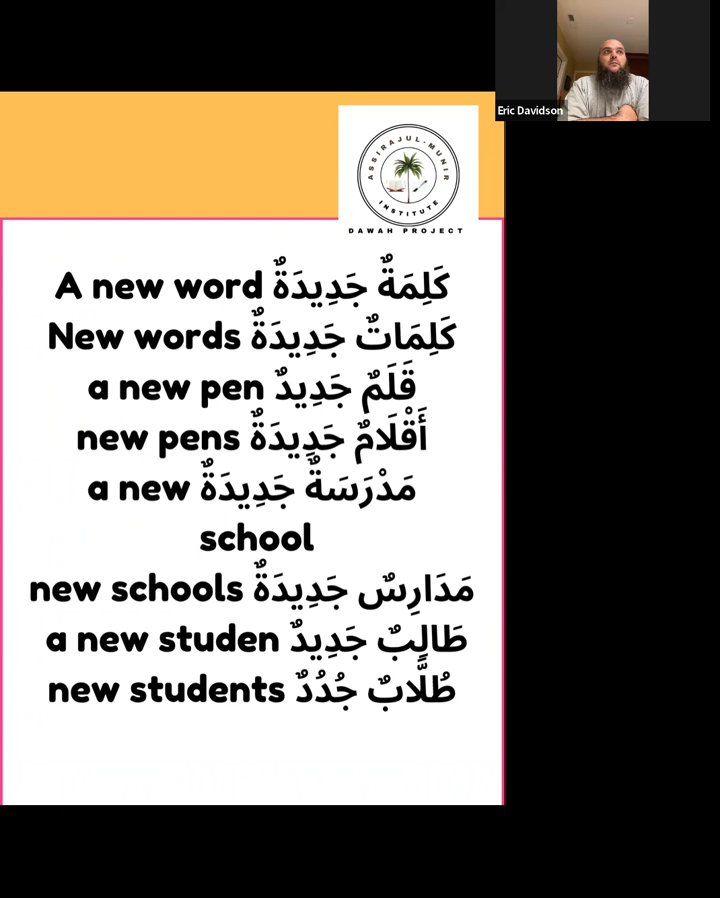 Eric Davidson
ASSIRAJUL-MUNIR
INSTITUTE
DAWAH PROJECT
A new word كَلِمَةٌ جَدِيدَةٌ
New words كَلِمَاتٌ جَدِيدَةٌ
a new pen قَلَمٌ جَدِيدٌ
new pens أَقْلَامٌ جَدِيدَةٌ
a new مَدْرَسَةٌ جَدِيدَةٌ
school
new schools مَدَارِسٌ جَدِيدَةٌ
a new studen طَالِبٌ جَدِيدٌ
new students طُلَّابٌ جُدُدٌ